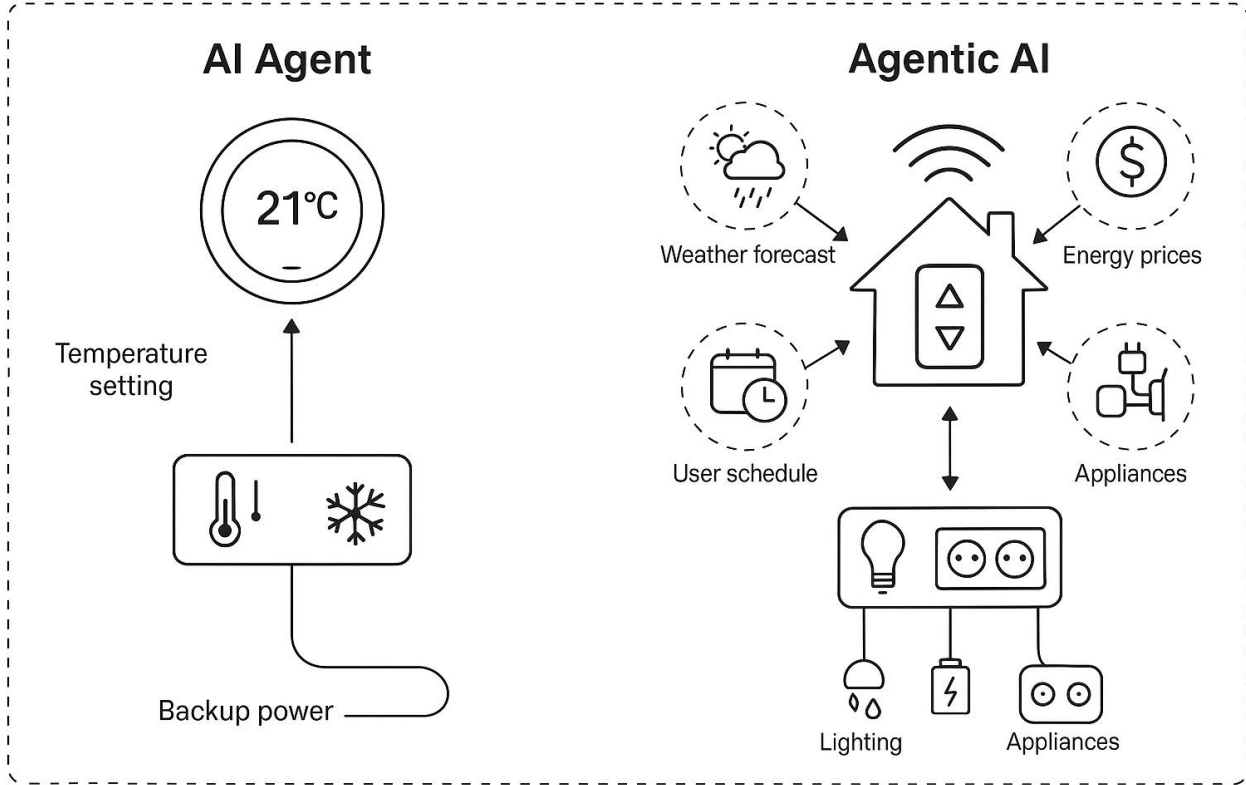 AI Agent
21°C
Temperature
setting
Backup power
Agentic AI
$
Weather forecast
Energy prices
User schedule
Appliances
Lighting
Appliances